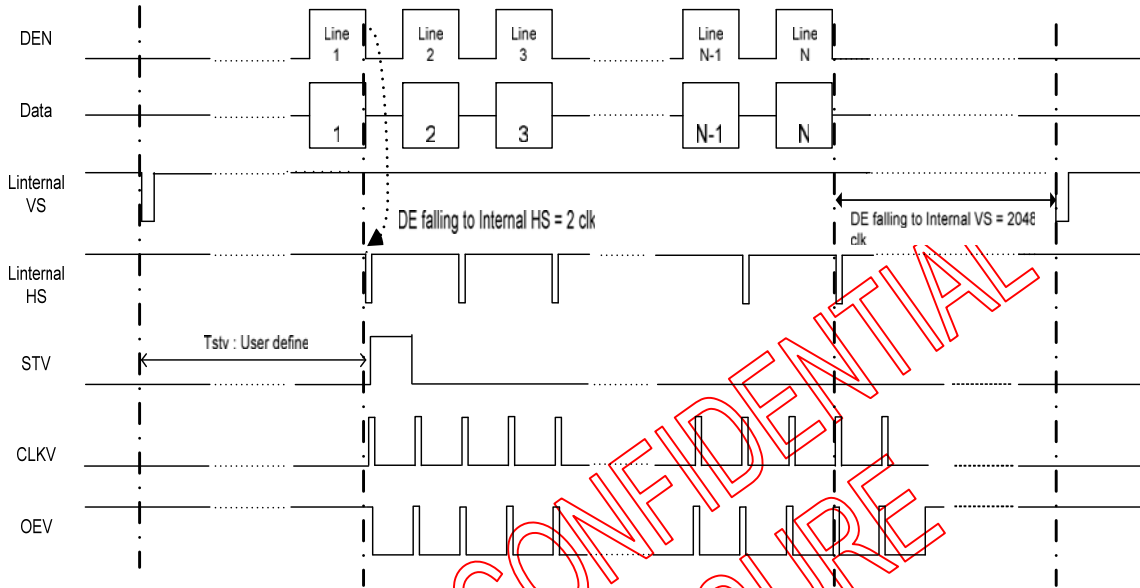 DEN
Line
1
Line
2
Line
3
Line
N-1
Line
N
Data
1
2
3
N-1
N
Linternal
VS
DE falling to Internal HS = 2 clk
DE falling to Internal VS = 2048
clk
Linternal
HS
Tstv : User define
STV
CLKV
OEV
CONFIDENTIAL